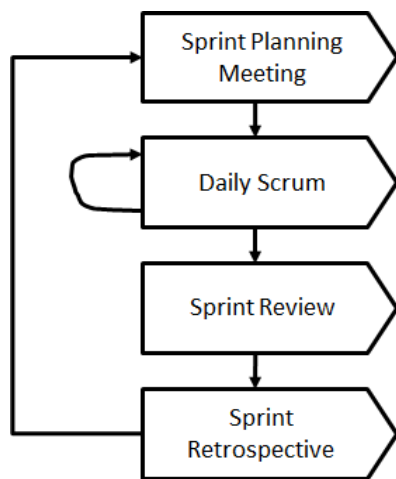 Sprint Planning
Meeting
Daily Scrum
Sprint Review
Sprint
Retrospective